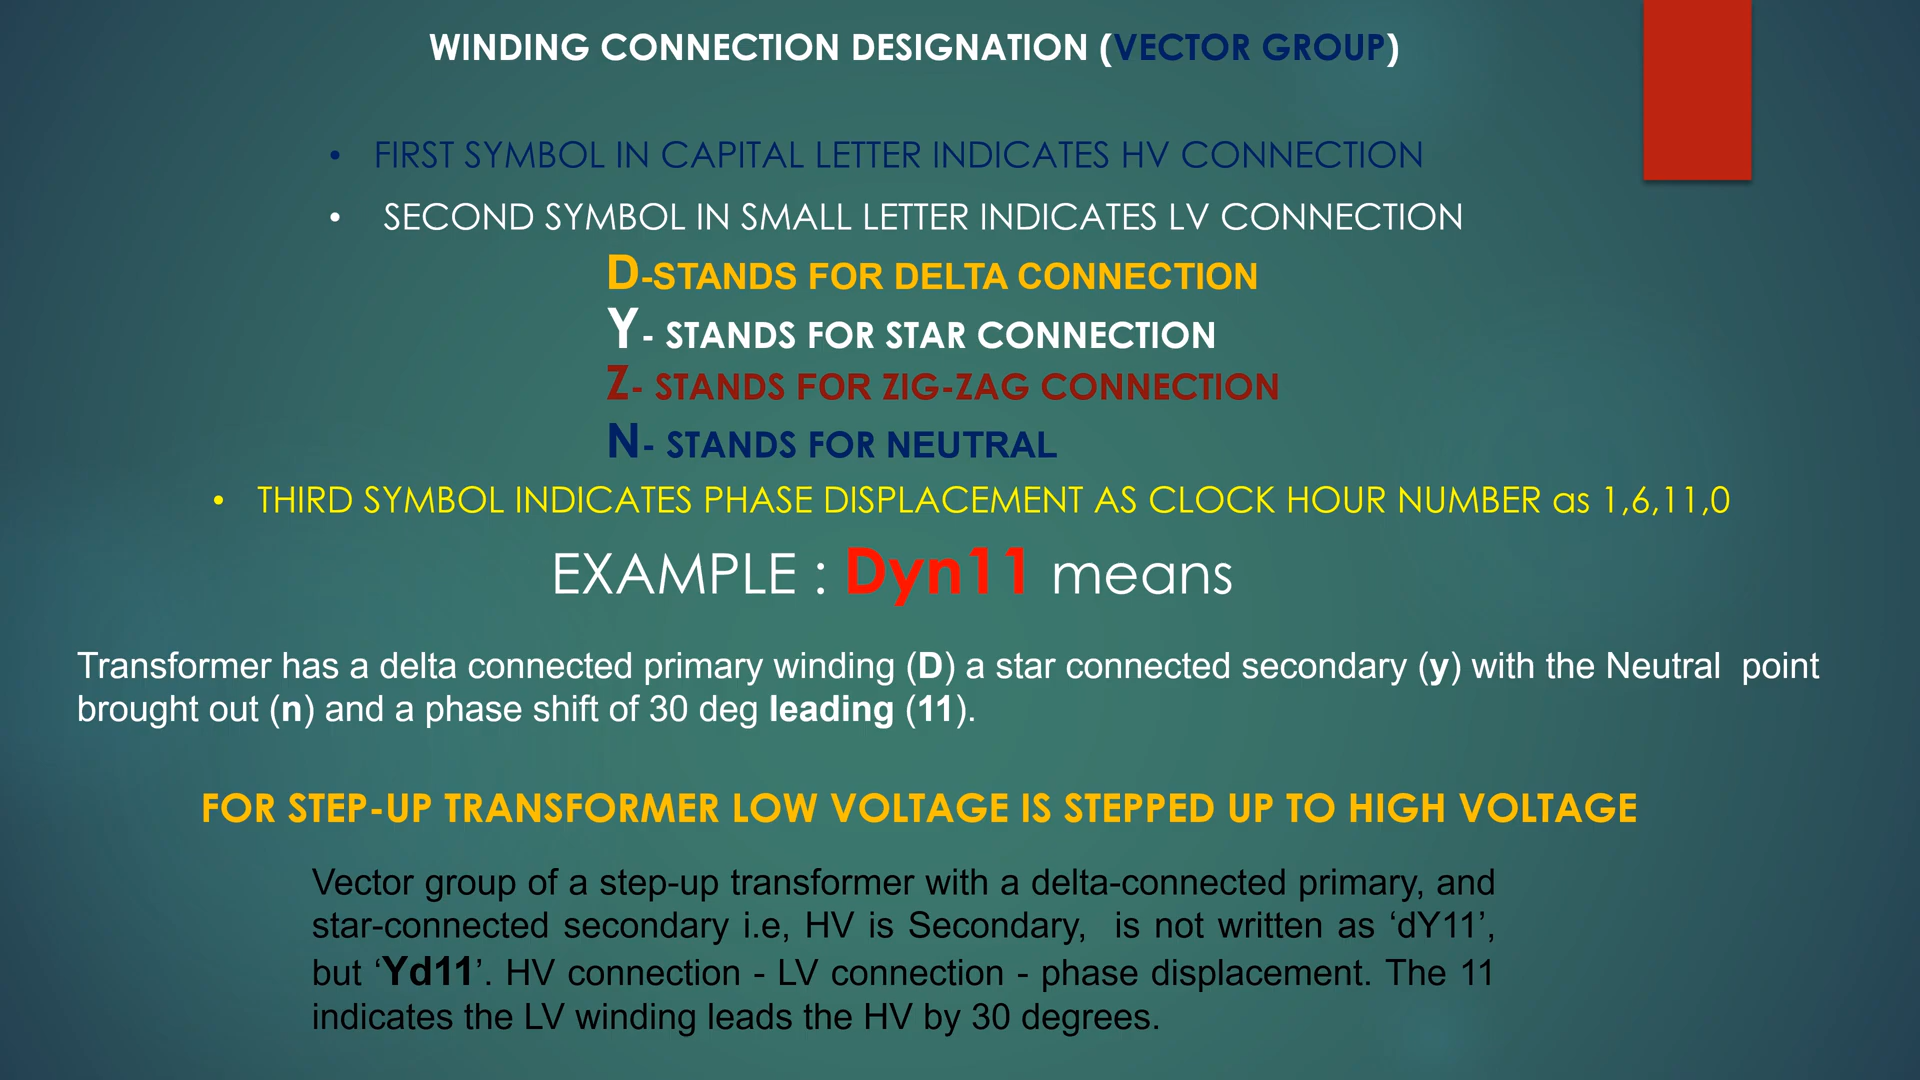 WINDING CONNECTION DESIGNATION (VECTOR GROUP)
• FIRST SYMBOL IN CAPITAL LETTER INDICATES HV CONNECTION
• SECOND SYMBOL IN SMALL LETTER INDICATES LV CONNECTION
D-STANDS FOR DELTA CONNECTION
Y- STANDS FOR STAR CONNECTION
Z- STANDS FOR ZIG-ZAG CONNECTION
N- STANDS FOR NEUTRAL
• THIRD SYMBOL INDICATES PHASE DISPLACEMENT AS CLOCK HOUR NUMBER as 1,6,11,0
EXAMPLE : Dyn11 means
Transformer has a delta connected primary winding (D) a star connected secondary (y) with the Neutral point
brought out (n) and a phase shift of 30 deg leading (11).
FOR STEP-UP TRANSFORMER LOW VOLTAGE IS STEPPED UP TO HIGH VOLTAGE
Vector group of a step-up transformer with a delta-connected primary, and
star-connected secondary i.e, HV is Secondary, is not written as ‘dY11’,
but ‘Yd11’. HV connection - LV connection - phase displacement. The 11
indicates the LV winding leads the HV by 30 degrees.